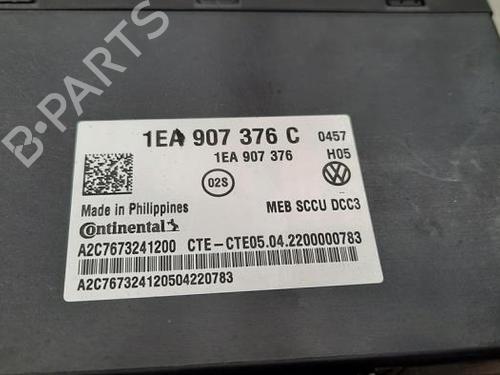 1EA 907 376 C 0457
1EA 907 376 H05
02S
Made in Philippines MEB SCCU DCC3
Continental
A2C7673241200 CTE-CTE05.04.2200000783
A2C767324120504220783
B-PARTS